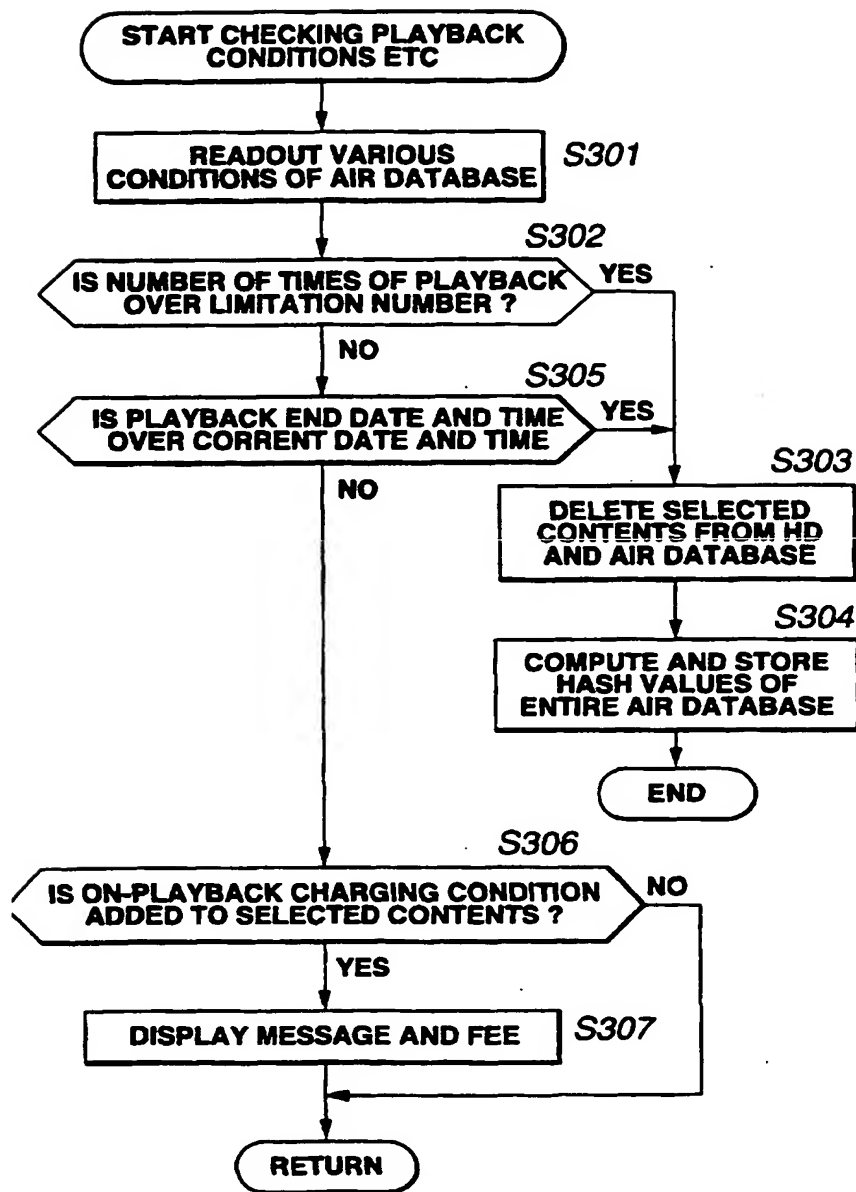 START CHECKING PLAYBACK
CONDITIONS ETC
READOUT VARIOUS
CONDITIONS OF AIR DATABASE
S301
S302
IS NUMBER OF TIMES OF PLAYBACK
OVER LIMITATION NUMBER ?
YES
NO
S305
IS PLAYBACK END DATE AND TIME
OVER CORRENT DATE AND TIME
YES
NO
S303
DELETE SELECTED
CONTENTS FROM HD
AND AIR DATABASE
S304
COMPUTE AND STORE
HASH VALUES OF
ENTIRE AIR DATABASE
END
S306
IS ON-PLAYBACK CHARGING CONDITION
ADDED TO SELECTED CONTENTS ?
NO
YES
DISPLAY MESSAGE AND FEE
S307
RETURN